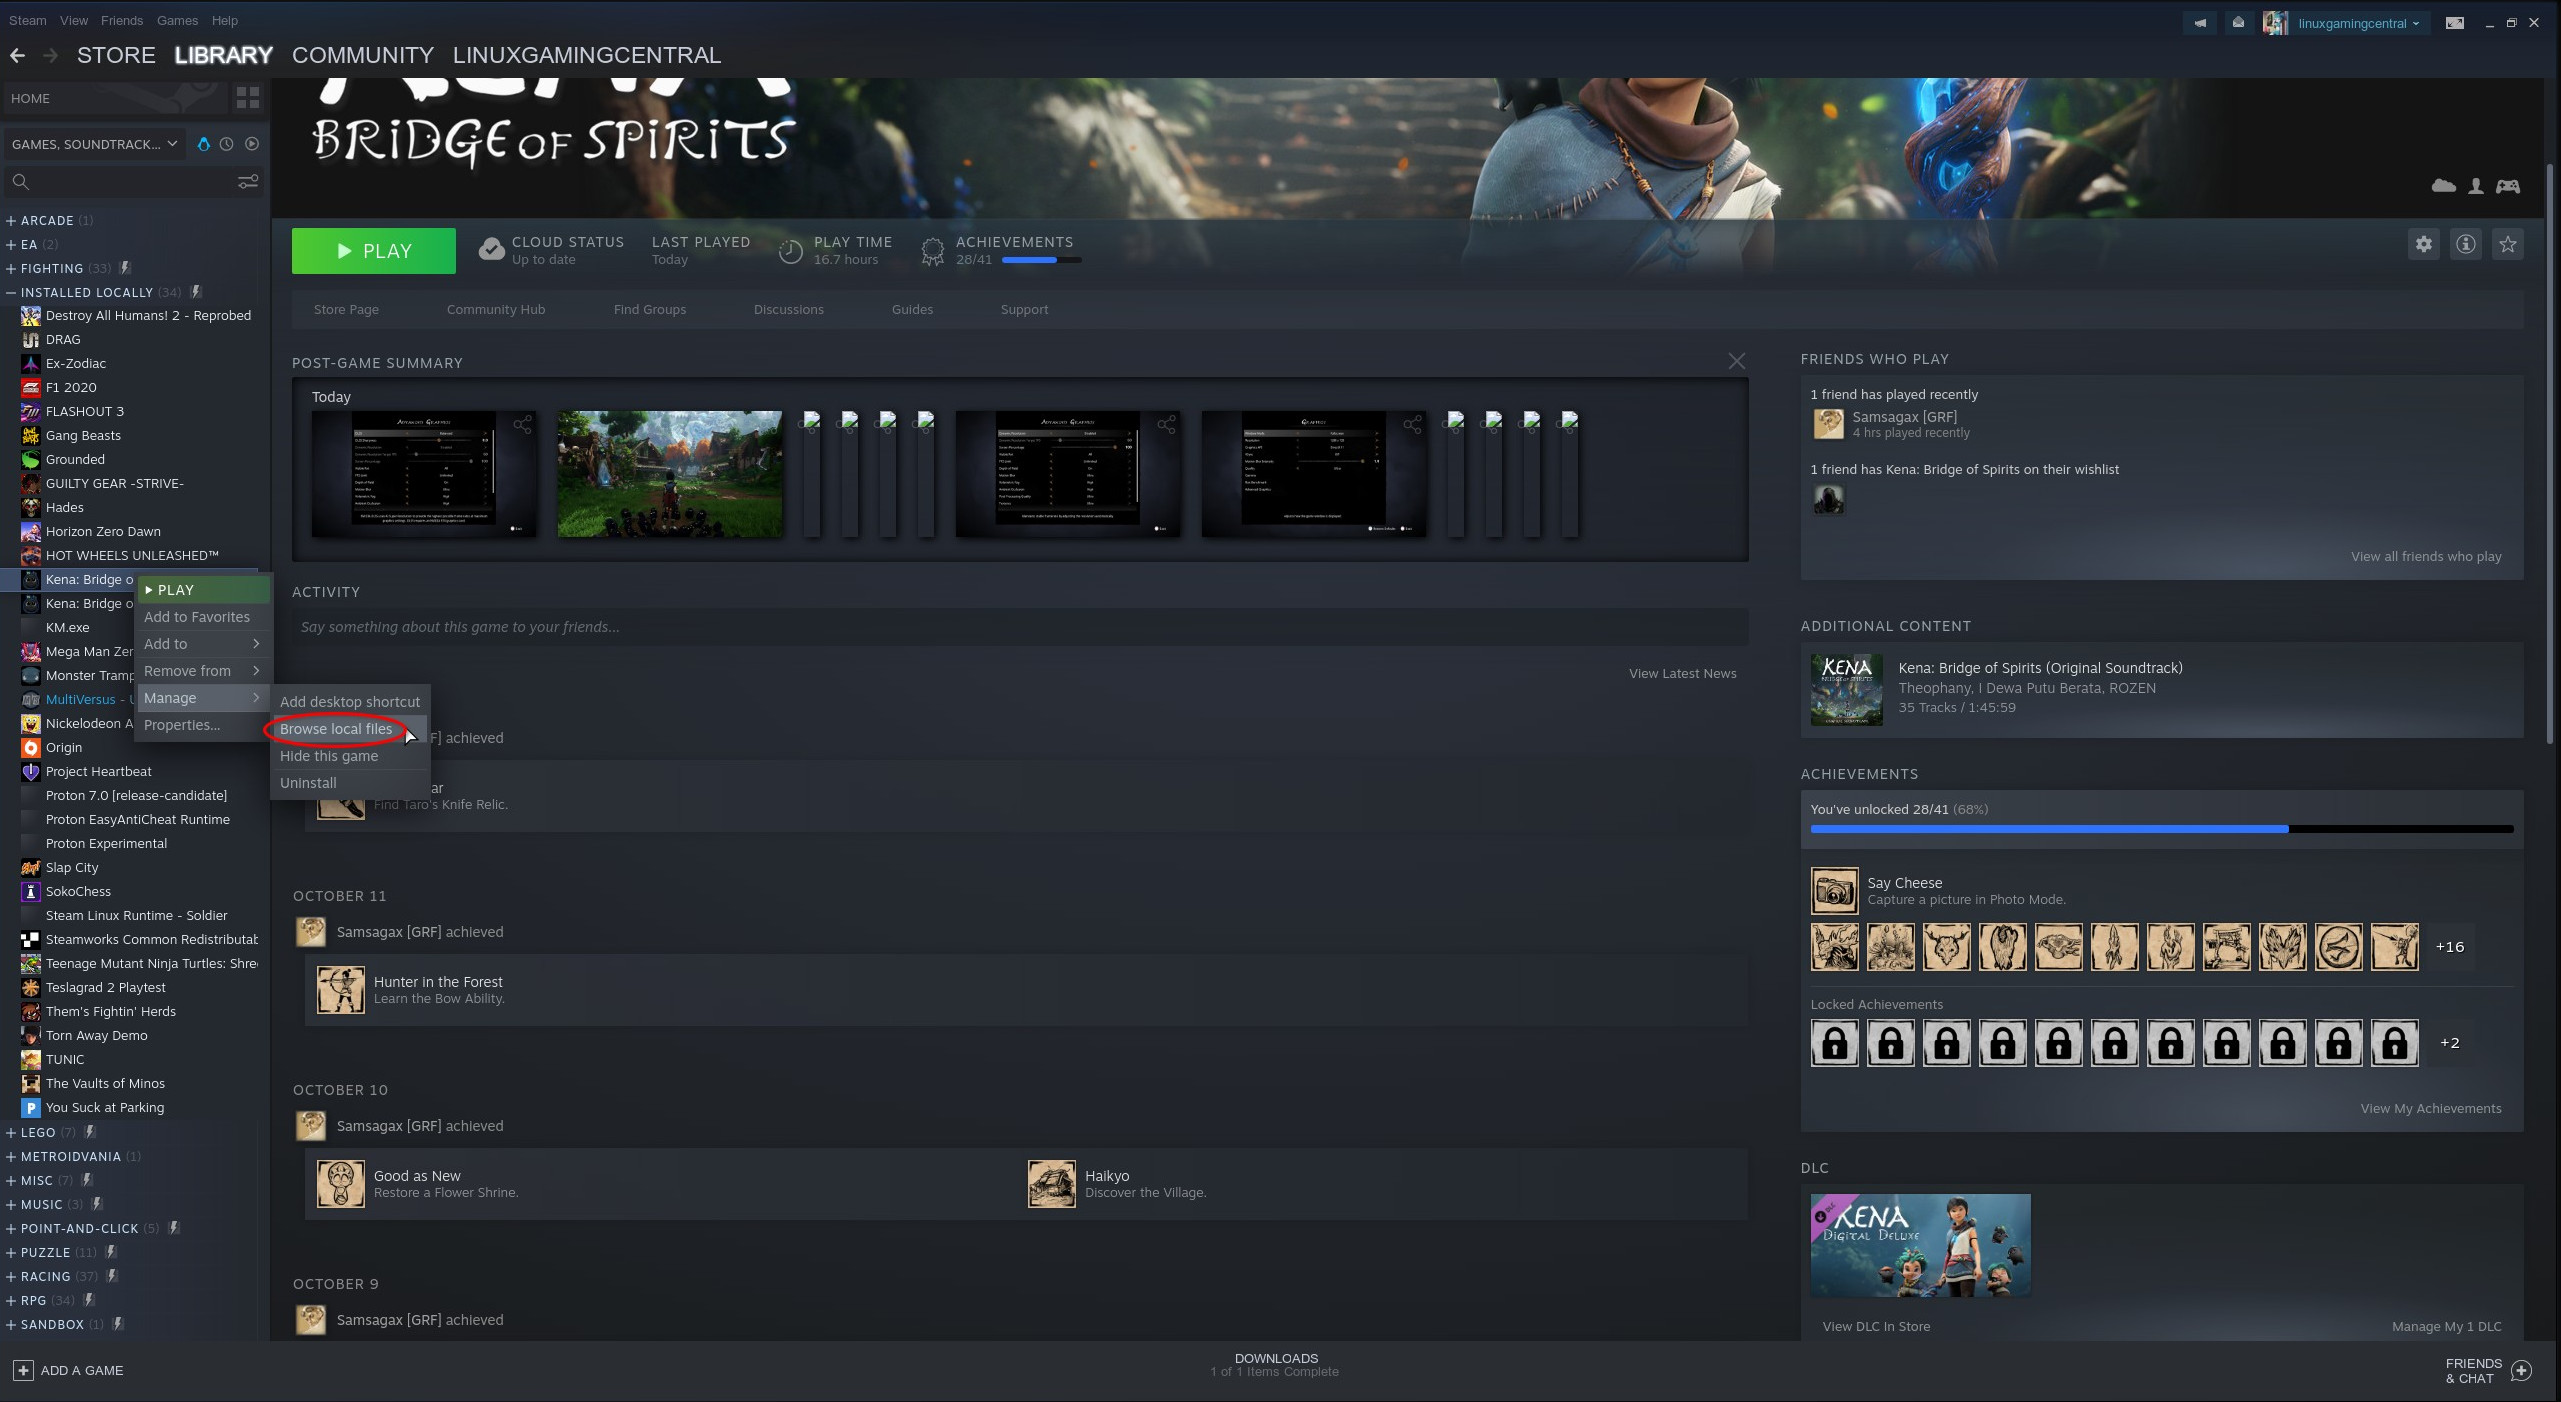 Steam View Friends Games Help
linuxgamingcentral
STORE LIBRARY COMMUNITY LINUXGAMINGCENTRAL
HOME
GAMES, SOUNDTRACK...
ARCADE (1)
EA (2)
FIGHTING (33)
INSTALLED LOCALLY (34)
Destroy All Humans! 2 - Reprobed
DRAG
Ex-Zodiac
F1 2020
FLASHOUT 3
Gang Beasts
Grounded
GUILTY GEAR -STRIVE-
Hades
Horizon Zero Dawn
HOT WHEELS UNLEASHED™
Kena: Bridge o
Kena: Bridge o
KM.exe
Mega Man Zer
Monster Tramp
MultiVersus - U
Nickelodeon A
Origin
Project Heartbeat
Proton 7.0 [release-candidate]
Proton EasyAntiCheat Runtime
Proton Experimental
Slap City
SokoChess
Steam Linux Runtime - Soldier
Steamworks Common Redistributab
Teenage Mutant Ninja Turtles: Shre
Teslagrad 2 Playtest
Them's Fightin' Herds
Torn Away Demo
TUNIC
The Vaults of Minos
You Suck at Parking
LEGO (7)
METROIDVANIA (1)
MISC (7)
MUSIC (3)
POINT-AND-CLICK (5)
PUZZLE (11)
RACING (37)
RPG (34)
SANDBOX (1)
ADD A GAME
PLAY
Add to Favorites
Add to
Remove from
Manage
Properties...
Add desktop shortcut
Browse local files
Hide this game
Uninstall
BRIDGE OF SPIRITS
PLAY
CLOUD STATUS
Up to date
LAST PLAYED
Today
PLAY TIME
16.7 hours
ACHIEVEMENTS
28/41
Store Page Community Hub Find Groups Discussions Guides Support
POST-GAME SUMMARY
Today
ACTIVITY
Say something about this game to your friends...
View Latest News
F] achieved
ar
Find Taro's Knife Relic.
OCTOBER 11
Samsagax [GRF] achieved
Hunter in the Forest
Learn the Bow Ability.
OCTOBER 10
Samsagax [GRF] achieved
Good as New
Restore a Flower Shrine.
Haikyo
Discover the Village.
OCTOBER 9
Samsagax [GRF] achieved
FRIENDS WHO PLAY
1 friend has played recently
Samsagax [GRF]
4 hrs played recently
1 friend has Kena: Bridge of Spirits on their wishlist
View all friends who play
ADDITIONAL CONTENT
KENA
Kena: Bridge of Spirits (Original Soundtrack)
Theophany, I Dewa Putu Berata, ROZEN
35 Tracks / 1:45:59
ACHIEVEMENTS
You've unlocked 28/41 (68%)
Say Cheese
Capture a picture in Photo Mode.
+16
Locked Achievements
+2
View My Achievements
DLC
DLC
KENA
DIGITAL DELUXE
View DLC In Store
Manage My 1 DLC
DOWNLOADS
1 of 1 Items Complete
FRIENDS
& CHAT